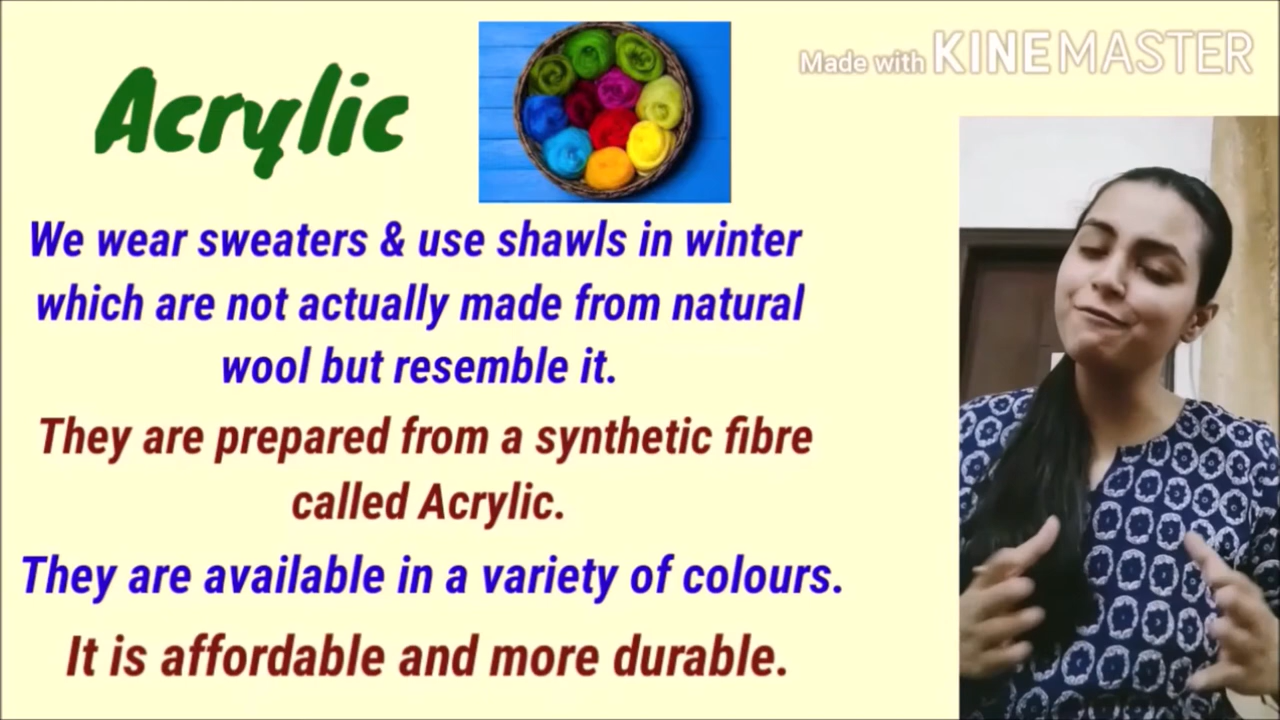 Acrylic
Made with KINEMASTER
We wear sweaters & use shawls in winter
which are not actually made from natural
wool but resemble it.
They are prepared from a synthetic fibre
called Acrylic.
They are available in a variety of colours.
It is affordable and more durable.